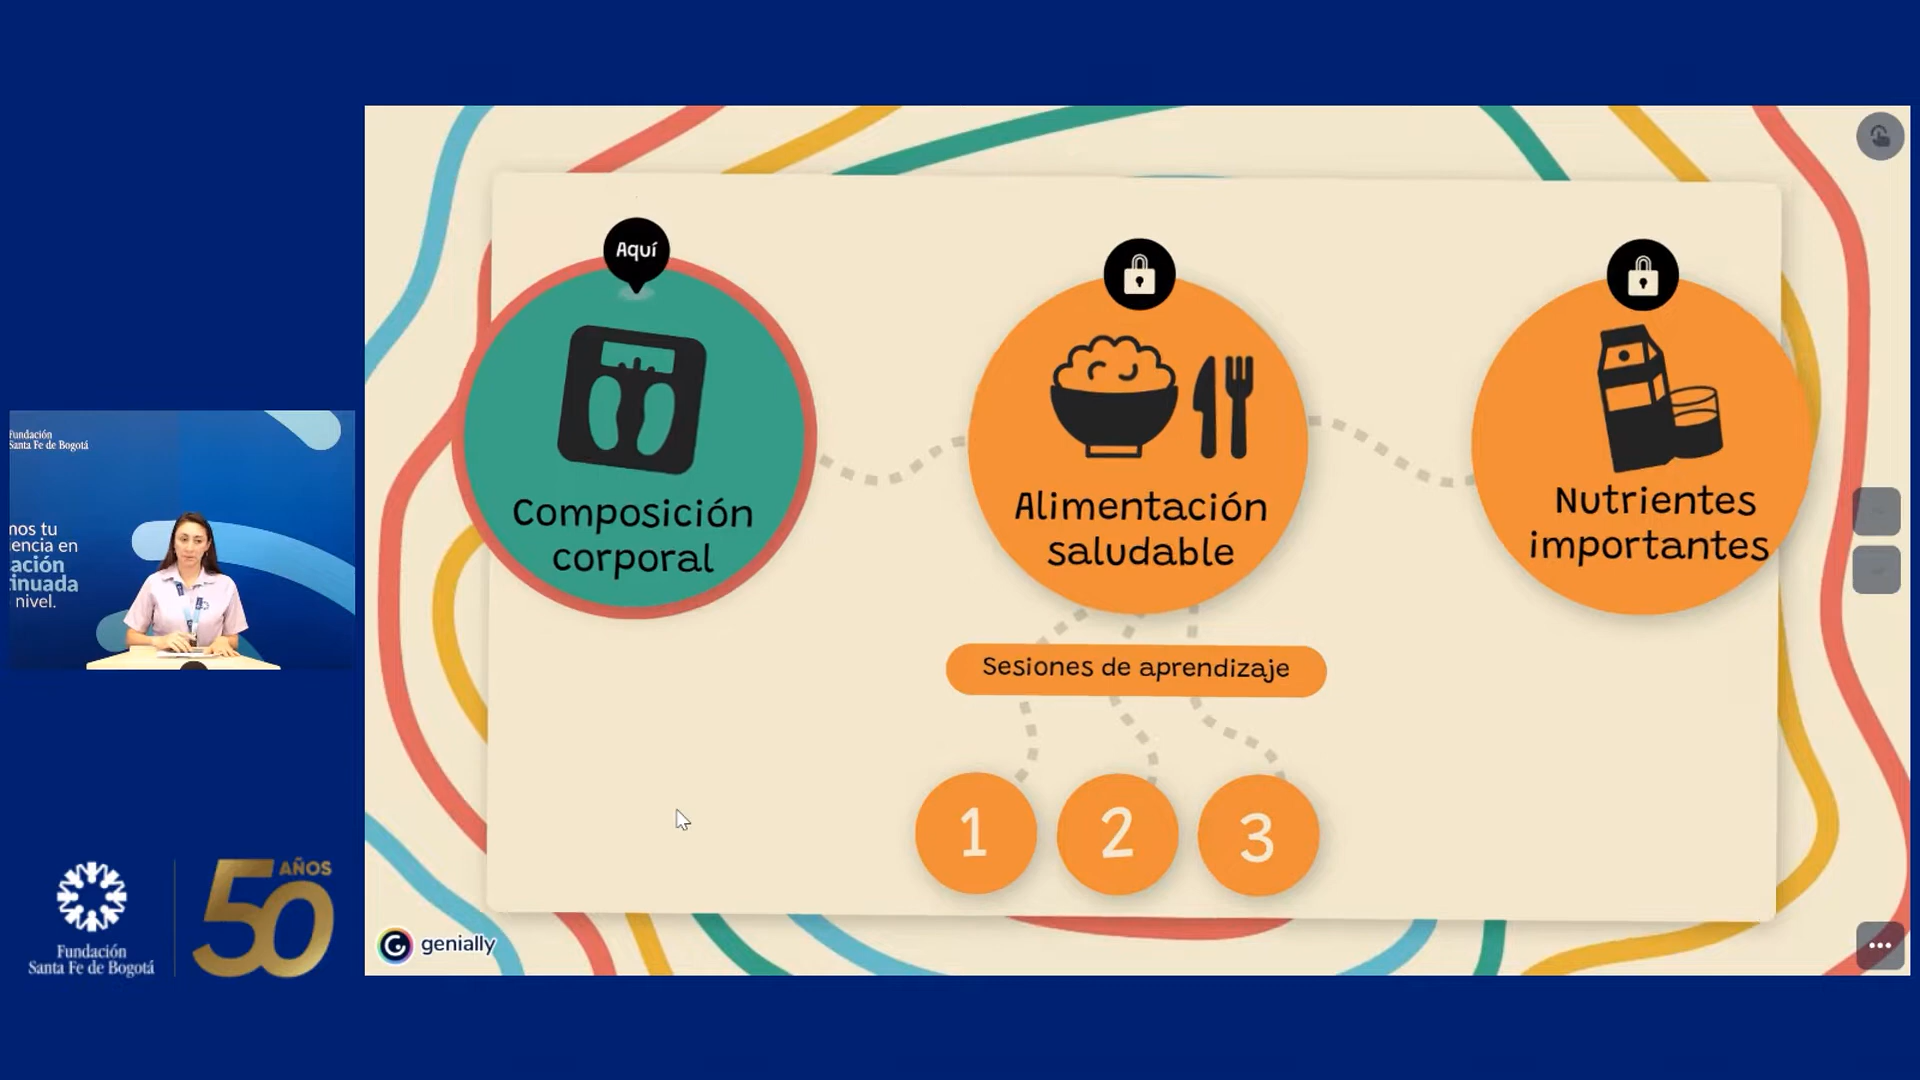 Aquí
Composición
corporal
Alimentación
saludable
Nutrientes
importantes
Sesiones de aprendizaje
1
2
3
genially
Fundación
Santa Fe de Bogotá
mos tu
encia en
ación
inuada
nivel.
Fundación
Santa Fe de Bogotá
50 AÑOS